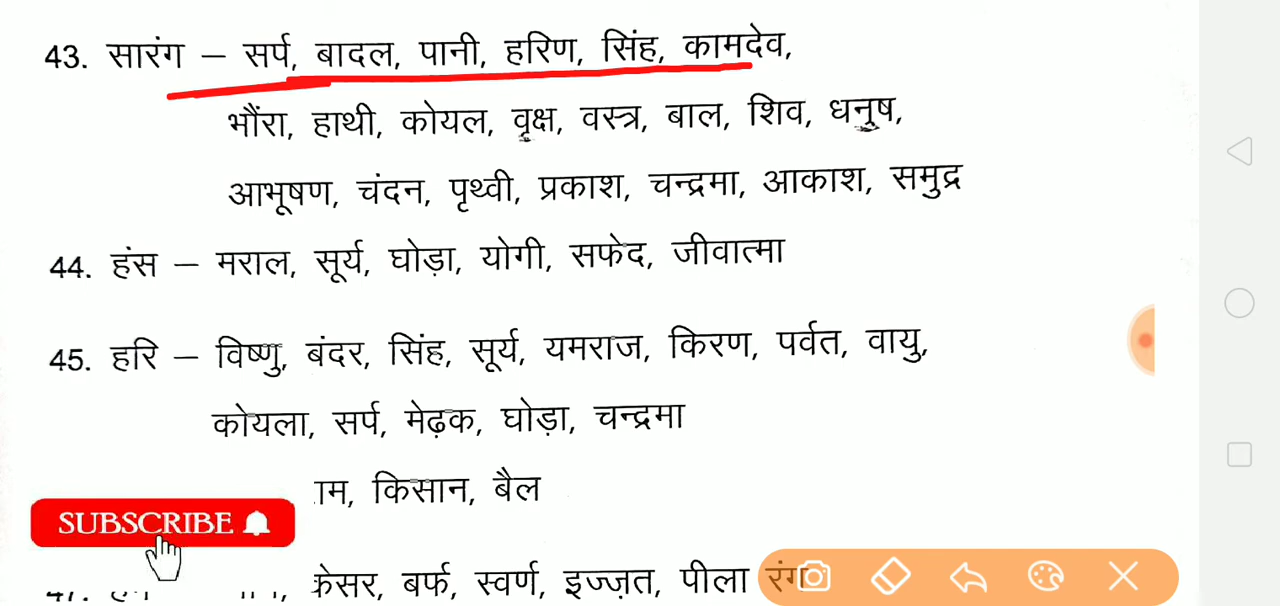 43. सारंग – सर्प, बादल, पानी, हरिण, सिंह, कामदेव,
भौंरा, हाथी, कोयल, वृक्ष, वस्त्र, बाल, शिव, धनुष,
आभूषण, चंदन, पृथ्वी, प्रकाश, चन्द्रमा, आकाश, समुद्र
44. हंस – मराल, सूर्य, घोड़ा, योगी, सफेद, जीवात्मा
45. हरि – विष्णु, बंदर, सिंह, सूर्य, यमराज, किरण, पर्वत, वायु,
कोयला, सर्प, मेढ़क, घोड़ा, चन्द्रमा
किसान, बैल
SUBSCRIBE
केसर, बर्फ, स्वर्ण, इज्ज़त, पीला रंग